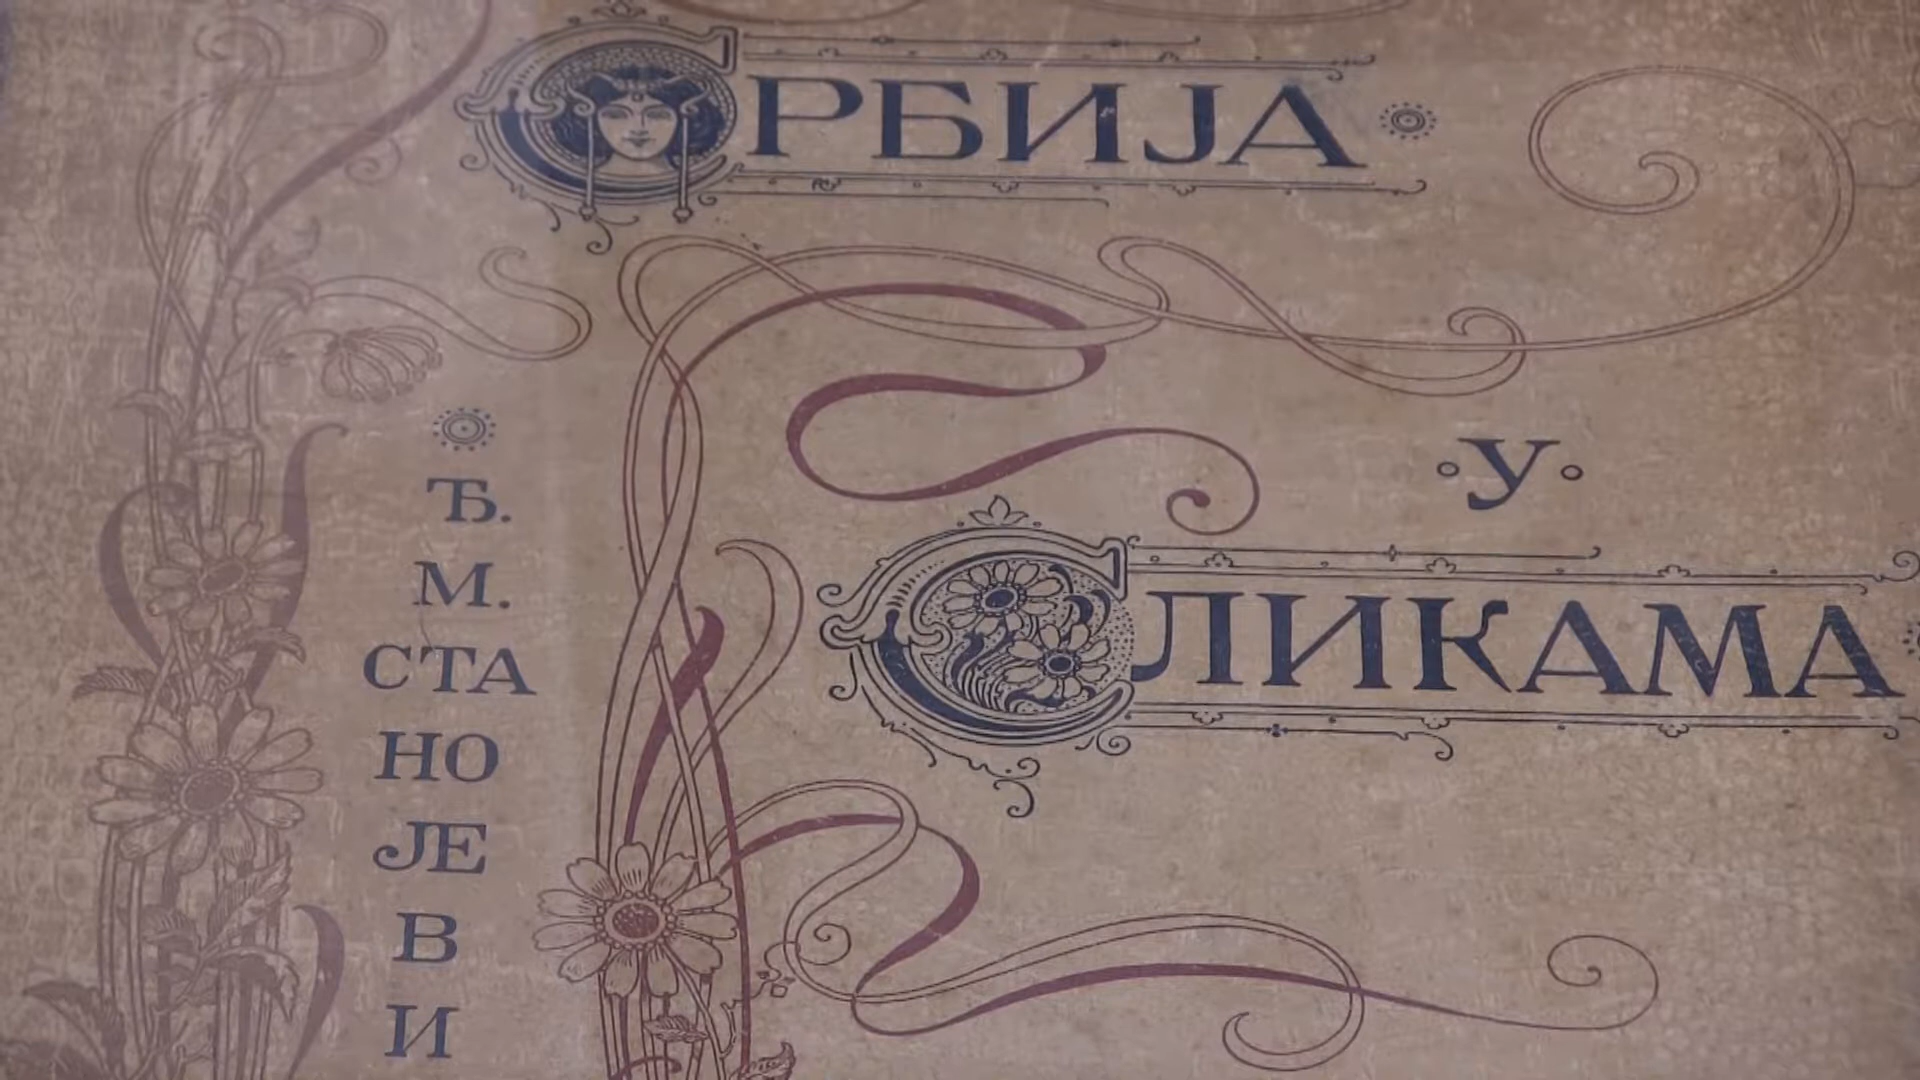 СРБИЈА
У
СЛИКАМА
Ђ.
М.
СТА
НО
ЈЕ
В
И